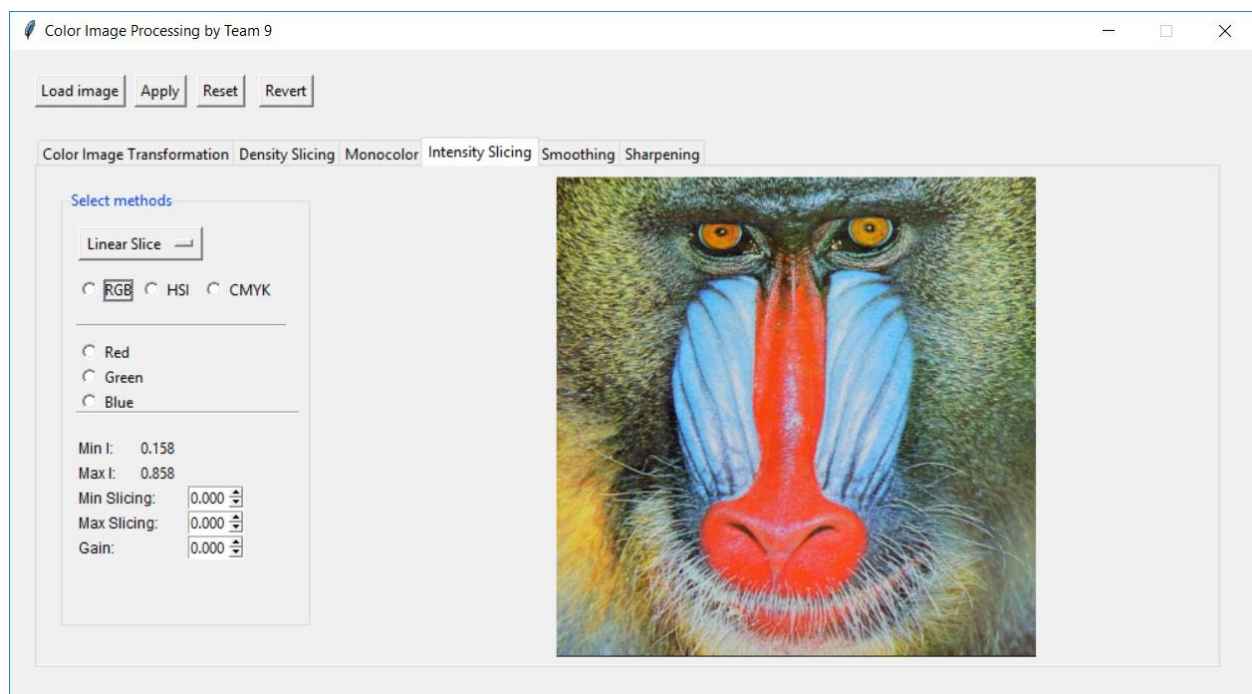 Color Image Processing by Team 9
Load image Apply Reset Revert
Color Image Transformation Density Slicing Monocolor Intensity Slicing Smoothing Sharpening
Select methods
Linear Slice
RGB HSI CMYK
Red
Green
Blue
Min I: 0.158
Max I: 0.858
Min Slicing: 0.000
Max Slicing: 0.000
Gain: 0.000